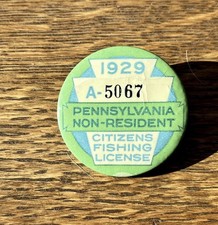 1929
A-5067
PENNSYLVANIA
NON-RESIDENT
CITIZENS
FISHING
LICENSE